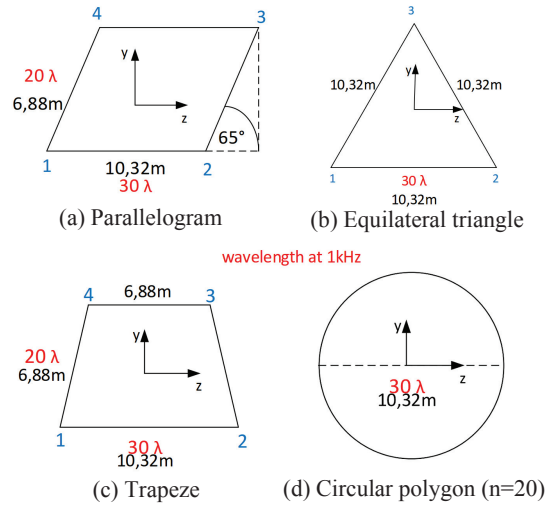 4
3
20 λ
6,88m
y
z
65°
1
10,32m
2
30 λ
(a) Parallelogram
3
10,32m
y
10,32m
z
1
30 λ
2
10,32m
(b) Equilateral triangle
wavelength at 1kHz
6,88m
4
3
20 λ
6,88m
y
z
1
30 λ
2
10,32m
(c) Trapeze
y
30 λ
z
10,32m
(d) Circular polygon (n=20)